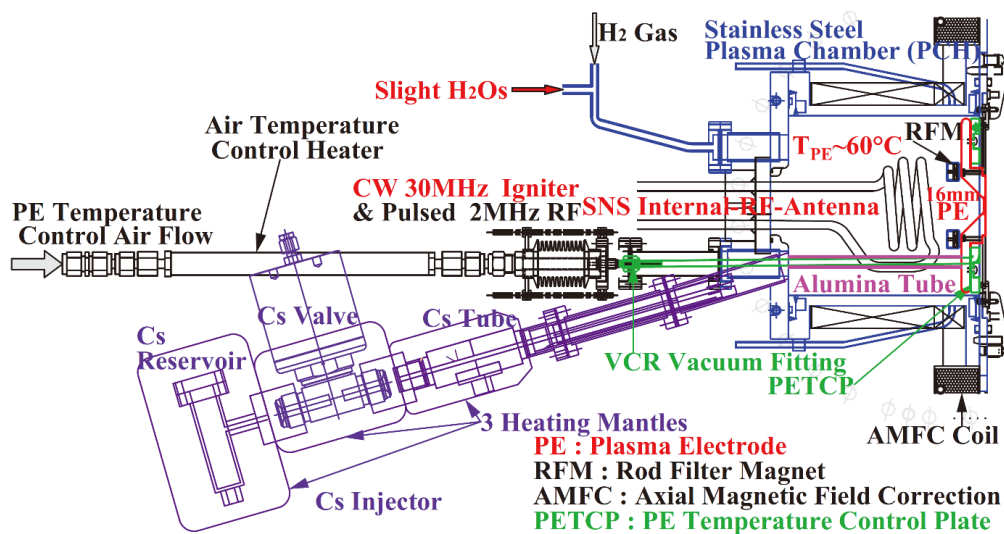 H2 Gas
Stainless Steel
Plasma Chamber (PCH)
Slight H2Os
Air Temperature
Control Heater
RFM
TPE~60°C
CW 30MHz Igniter
& Pulsed 2MHz RF
SNS Internal-RF-Antenna
16mm
PE
PE Temperature
Control Air Flow
Alumina Tube
Cs Valve
Cs Tube
Cs
Reservoir
VCR Vacuum Fitting
PETCP
3 Heating Mantles
AMFC Coil
PE : Plasma Electrode
RFM : Rod Filter Magnet
Cs Injector
AMFC : Axial Magnetic Field Correction
PETCP : PE Temperature Control Plate